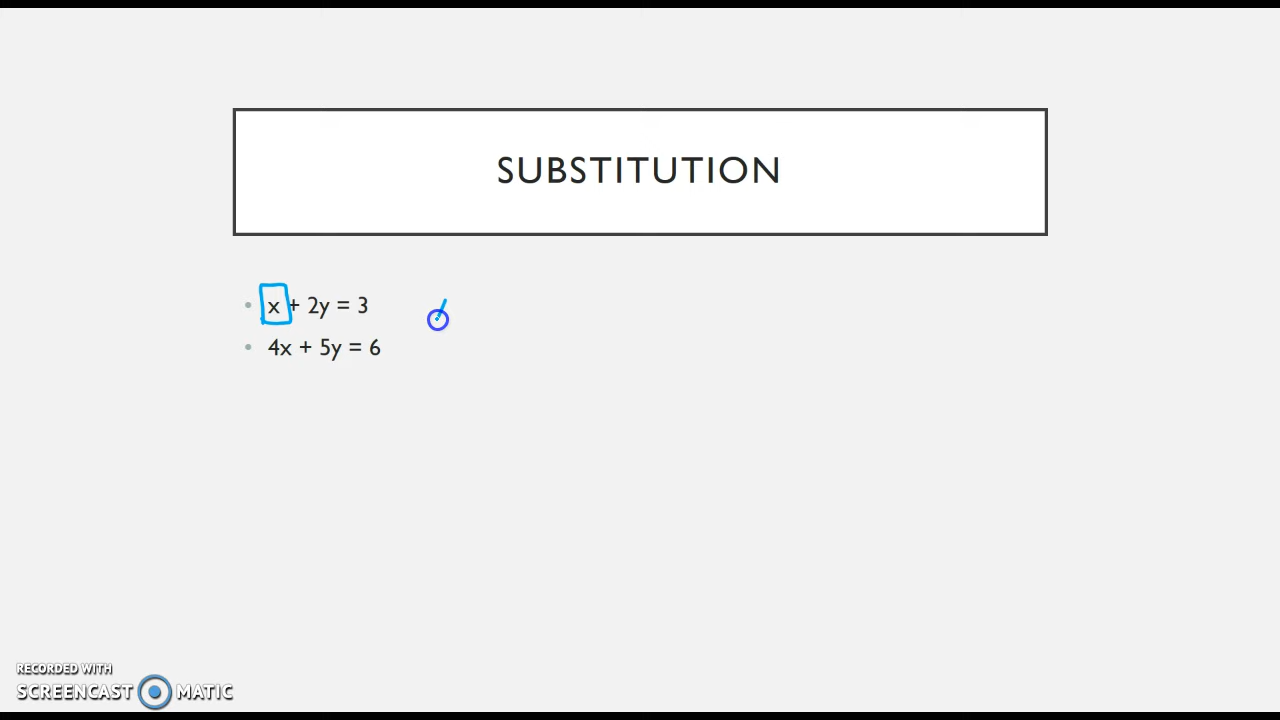 SUBSTITUTION
• x + 2y = 3
• 4x + 5y = 6
RECORDED WITH
SCREENCAST MATIC